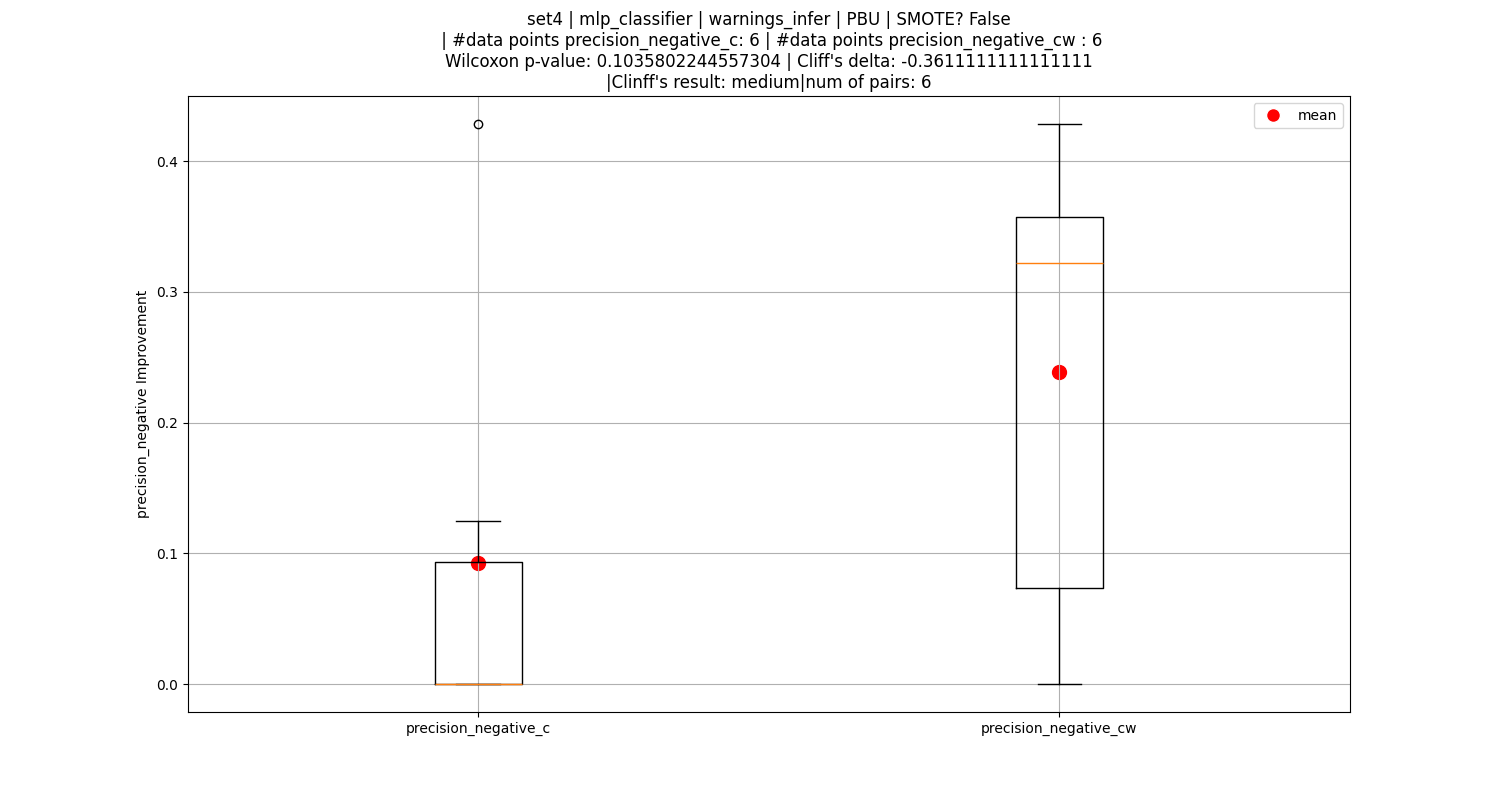 set4 | mlp_classifier | warnings_infer | PBU | SMOTE? False
| #data points precision_negative_c: 6 | #data points precision_negative_cw : 6
Wilcoxon p-value: 0.1035802244557304 | Cliff's delta: -0.3611111111111111
|Clinff's result: medium|num of pairs: 6
mean
precision_negative Improvement
0.4
0.3
0.2
0.1
0.0
precision_negative_c
precision_negative_cw